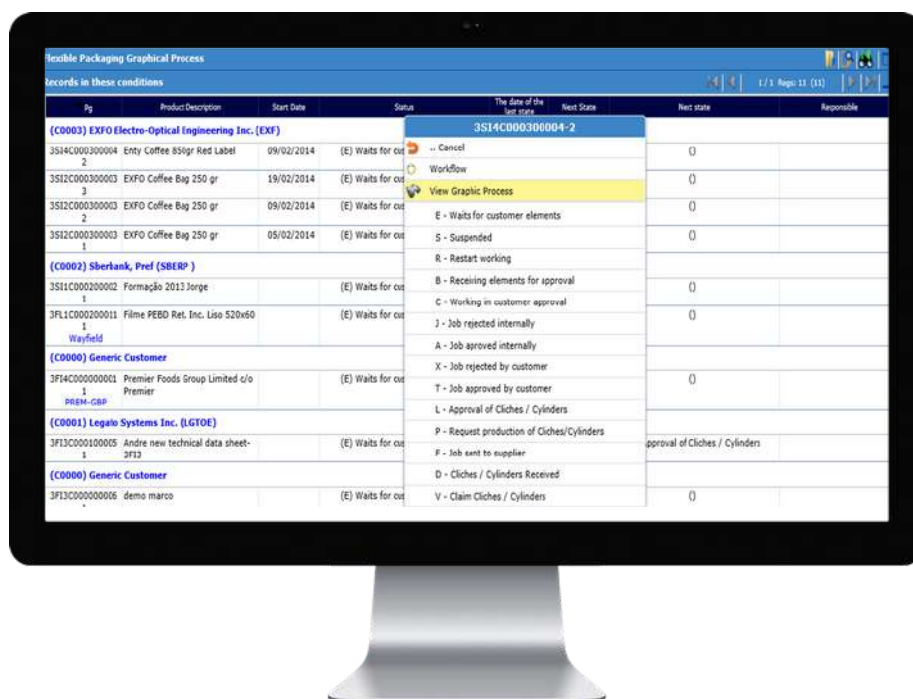 Flexible Packaging Graphical Process
Records in these conditions
1/1 Regs: 11 (11)
Pg Product Description Start Date Status The date of the last state Next State Next state Responsible
(C0003) EXFO Electro-Optical Engineering Inc. (EXF)
3SI4C000300004 Enty Coffee 850gr Red Label 09/02/2014 (E) Waits for cus ()
2
3SI2C000300003 EXFO Coffee Bag 250 gr 19/02/2014 (E) Waits for cus ()
3
3SI2C000300003 EXFO Coffee Bag 250 gr 09/02/2014 (E) Waits for cus ()
2
3SI2C000300003 EXFO Coffee Bag 250 gr 05/02/2014 (E) Waits for cus ()
1
(C0002) Sberbank, Pref (SBERP )
3SI1C000200002 Formação 2013 Jorge (E) Waits for cus ()
1
3FL1C000200011 Filme PEBD Ret. Inc. Liso 520x60 (E) Waits for cus ()
1
Wayfield
(C0000) Generic Customer
3FI4C000000001 Premier Foods Group Limited c/o (E) Waits for cus ()
1 Premier
PREM-GBP
(C0001) Legato Systems Inc. (LGTOE)
3FI3C000100005 Andre new technical data sheet- (E) Waits for cus pproval of Cliches / Cylinders
1 3FI3
(C0000) Generic Customer
3FI3C000000006 demo marco (E) Waits for cus ()
3SI4C000300004-2
.. Cancel
Workflow
View Graphic Process
E - Waits for customer elements
S - Suspended
R - Restart working
B - Receiving elements for approval
C - Working in customer approval
J - Job rejected internally
A - Job aproved internally
X - Job rejected by customer
T - Job approved by customer
L - Approval of Cliches / Cylinders
P - Request production of Cliches/Cylinders
F - Job sent to supplier
D - Cliches / Cylinders Received
V - Claim Cliches / Cylinders